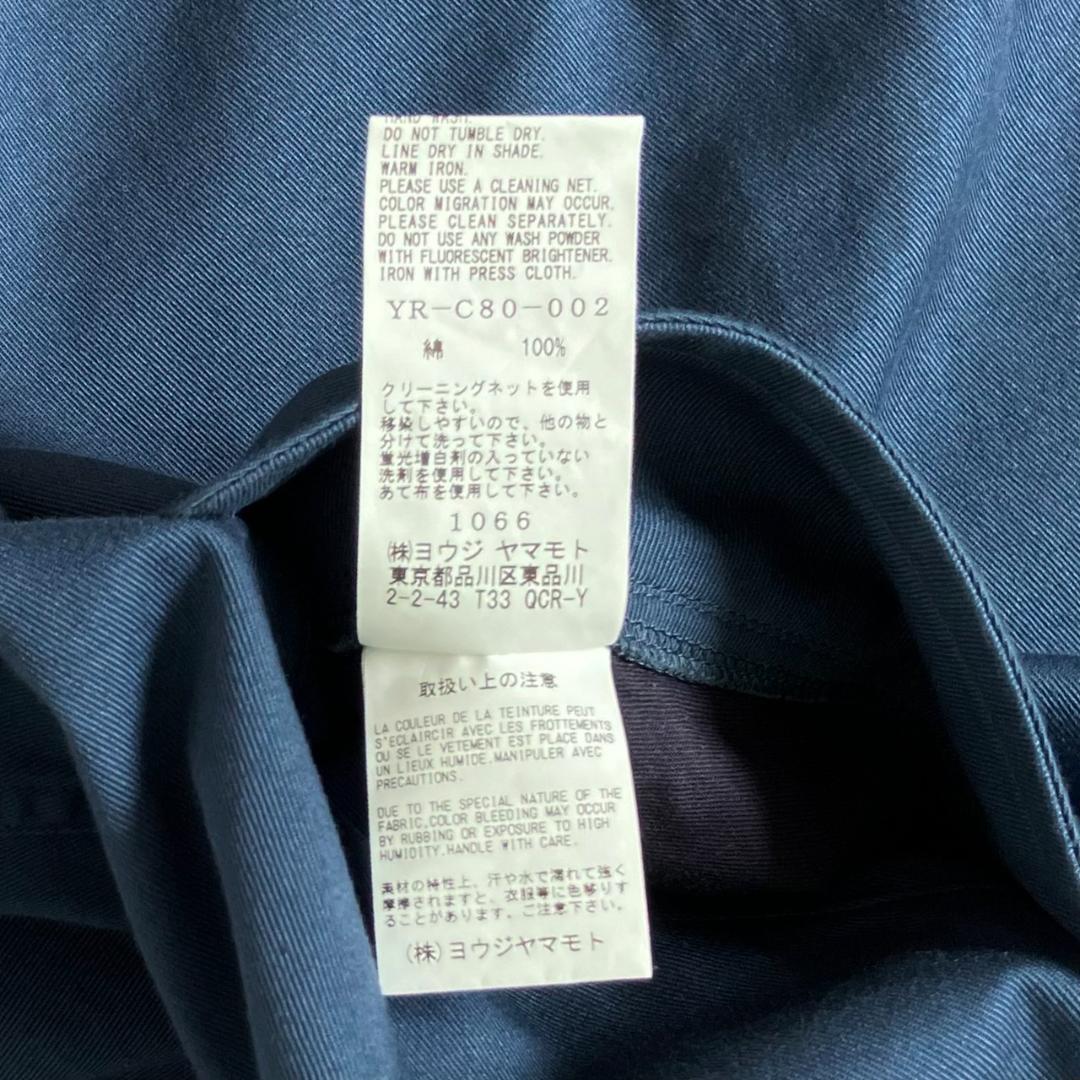 HAND WASH.
DO NOT TUMBLE DRY.
LINE DRY IN SHADE.
WARM IRON.
PLEASE USE A CLEANING NET.
COLOR MIGRATION MAY OCCUR.
PLEASE CLEAN SEPARATELY.
DO NOT USE ANY WASH POWDER
WITH FLUORESCENT BRIGHTENER.
IRON WITH PRESS CLOTH.
YR-C80-002
綿 100%
クリーニングネットを使用
して下さい。
移染しやすいので、他の物と
分けて洗って下さい。
蛍光増白剤の入っていない
洗剤を使用して下さい。
あて布を使用して下さい。
1066
㈱ヨウジ ヤマモト
東京都品川区東品川
2-2-43 T33 QCR-Y
取扱い上の注意
LA COULEUR DE LA TEINTURE PEUT
S'ECLAIRCIR AVEC LES FROTTEMENTS
OU SE LE VETEMENT EST PLACE DANS
UN LIEUX HUMIDE.MANIPULER AVEC
PRECAUTIONS.
DUE TO THE SPECIAL NATURE OF THE
FABRIC,COLOR BLEEDING MAY OCCUR
BY RUBBING OR EXPOSURE TO HIGH
HUMIDITY.HANDLE WITH CARE.
素材の特性上、汗や水で濡れて強く
摩擦されますと、衣服等に色移りす
ることがあります。ご注意下さい。
(株)ヨウジヤマモト